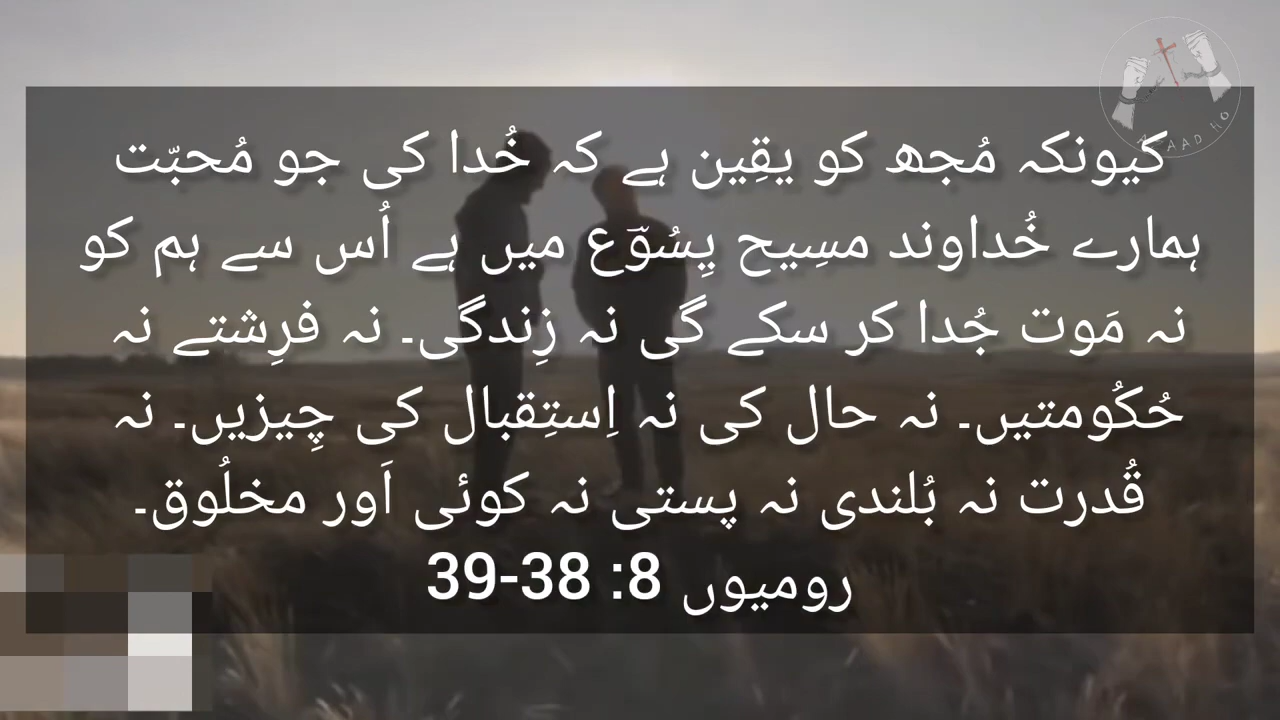 کیونکہ مُجھ کو یقِین ہے کہ خُدا کی جو مُحبّت
ہمارے خُداوند مسِیح یِسُوؔع میں ہے اُس سے ہم کو
نہ مَوت جُدا کر سکے گی نہ زِندگی۔ نہ فرِشتے نہ
حُکُومتیں۔ نہ حال کی نہ اِستِقبال کی چِیزیں۔ نہ
قُدرت نہ بُلندی نہ پستی نہ کوئی اَور مخلُوق۔
رومیوں 8: 38-39